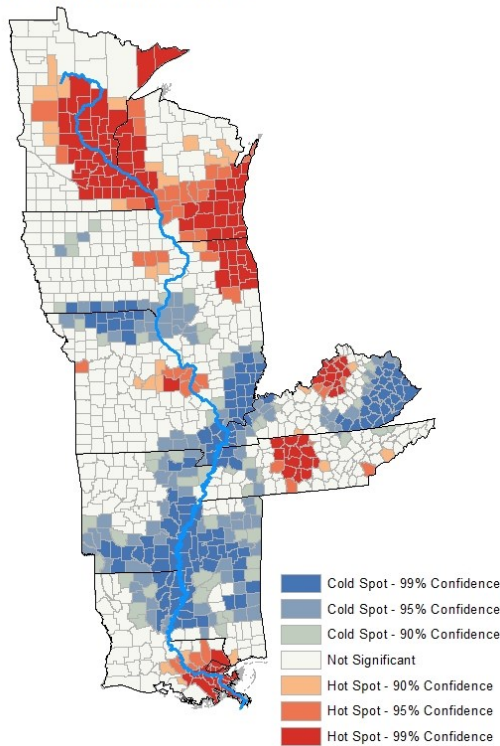 Cold Spot - 99% Confidence
Cold Spot - 95% Confidence
Cold Spot - 90% Confidence
Not Significant
Hot Spot - 90% Confidence
Hot Spot - 95% Confidence
Hot Spot - 99% Confidence